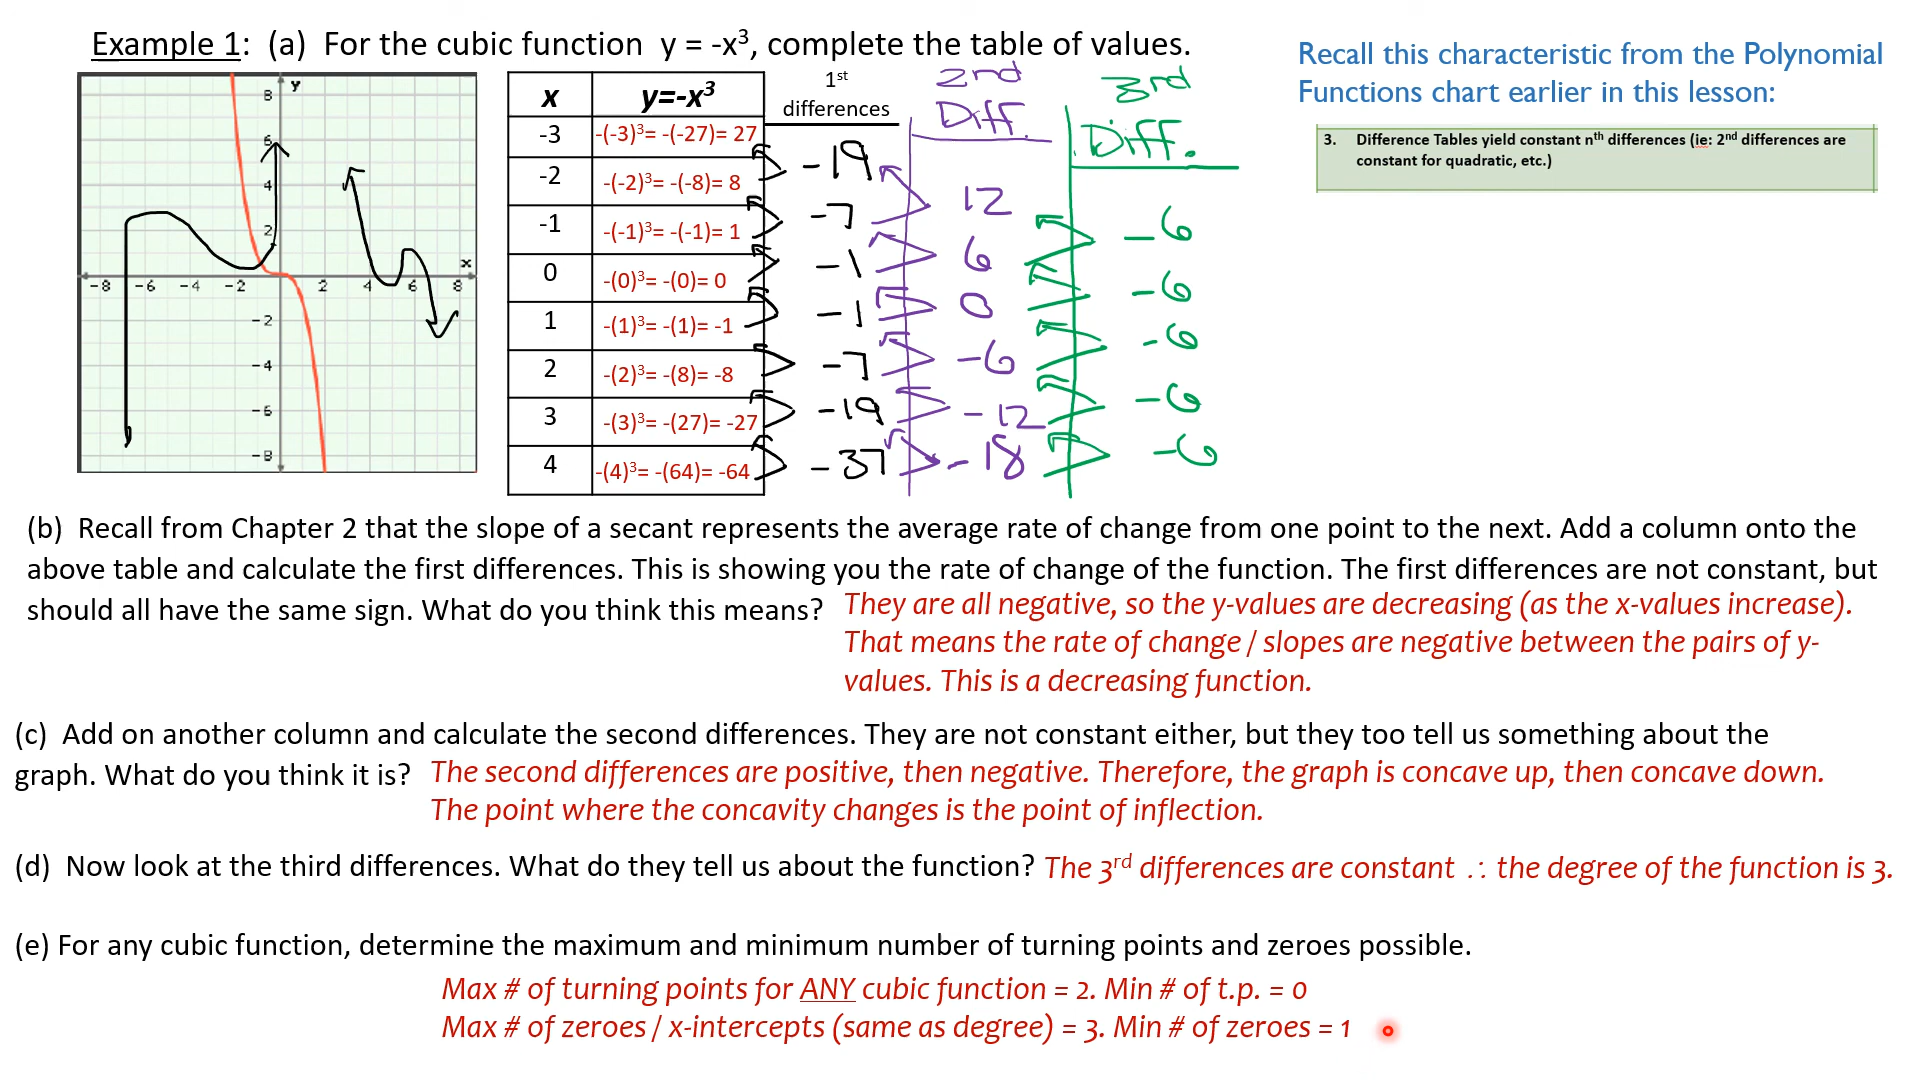 Example 1: (a) For the cubic function y = -x³, complete the table of values.
Recall this characteristic from the Polynomial
Functions chart earlier in this lesson:
3. Difference Tables yield constant nth differences (ie: 2nd differences are
constant for quadratic, etc.)
y
8
6
4
2
x
-8 -6 -4 -2 2 4 6 8
-2
-4
-6
-8
x y=-x³ 1st differences 2nd Diff. 3rd Diff.
-3 -(-3)³= -(-27)= 27
-19
-2 -(-2)³= -(-8)= 8
-7 12
-1 -(-1)³= -(-1)= 1
-1 6 -6
0 -(0)³= -(0)= 0
-1 0 -6
1 -(1)³= -(1)= -1
-7 -6 -6
2 -(2)³= -(8)= -8
-19 -12 -6
3 -(3)³= -(27)= -27
-37 -18 -6
4 -(4)³= -(64)= -64
(b) Recall from Chapter 2 that the slope of a secant represents the average rate of change from one point to the next. Add a column onto the
above table and calculate the first differences. This is showing you the rate of change of the function. The first differences are not constant, but
should all have the same sign. What do you think this means? They are all negative, so the y-values are decreasing (as the x-values increase).
That means the rate of change / slopes are negative between the pairs of y-
values. This is a decreasing function.
(c) Add on another column and calculate the second differences. They are not constant either, but they too tell us something about the
graph. What do you think it is? The second differences are positive, then negative. Therefore, the graph is concave up, then concave down.
The point where the concavity changes is the point of inflection.
(d) Now look at the third differences. What do they tell us about the function? The 3rd differences are constant ∴ the degree of the function is 3.
(e) For any cubic function, determine the maximum and minimum number of turning points and zeroes possible.
Max # of turning points for ANY cubic function = 2. Min # of t.p. = 0
Max # of zeroes / x-intercepts (same as degree) = 3. Min # of zeroes = 1